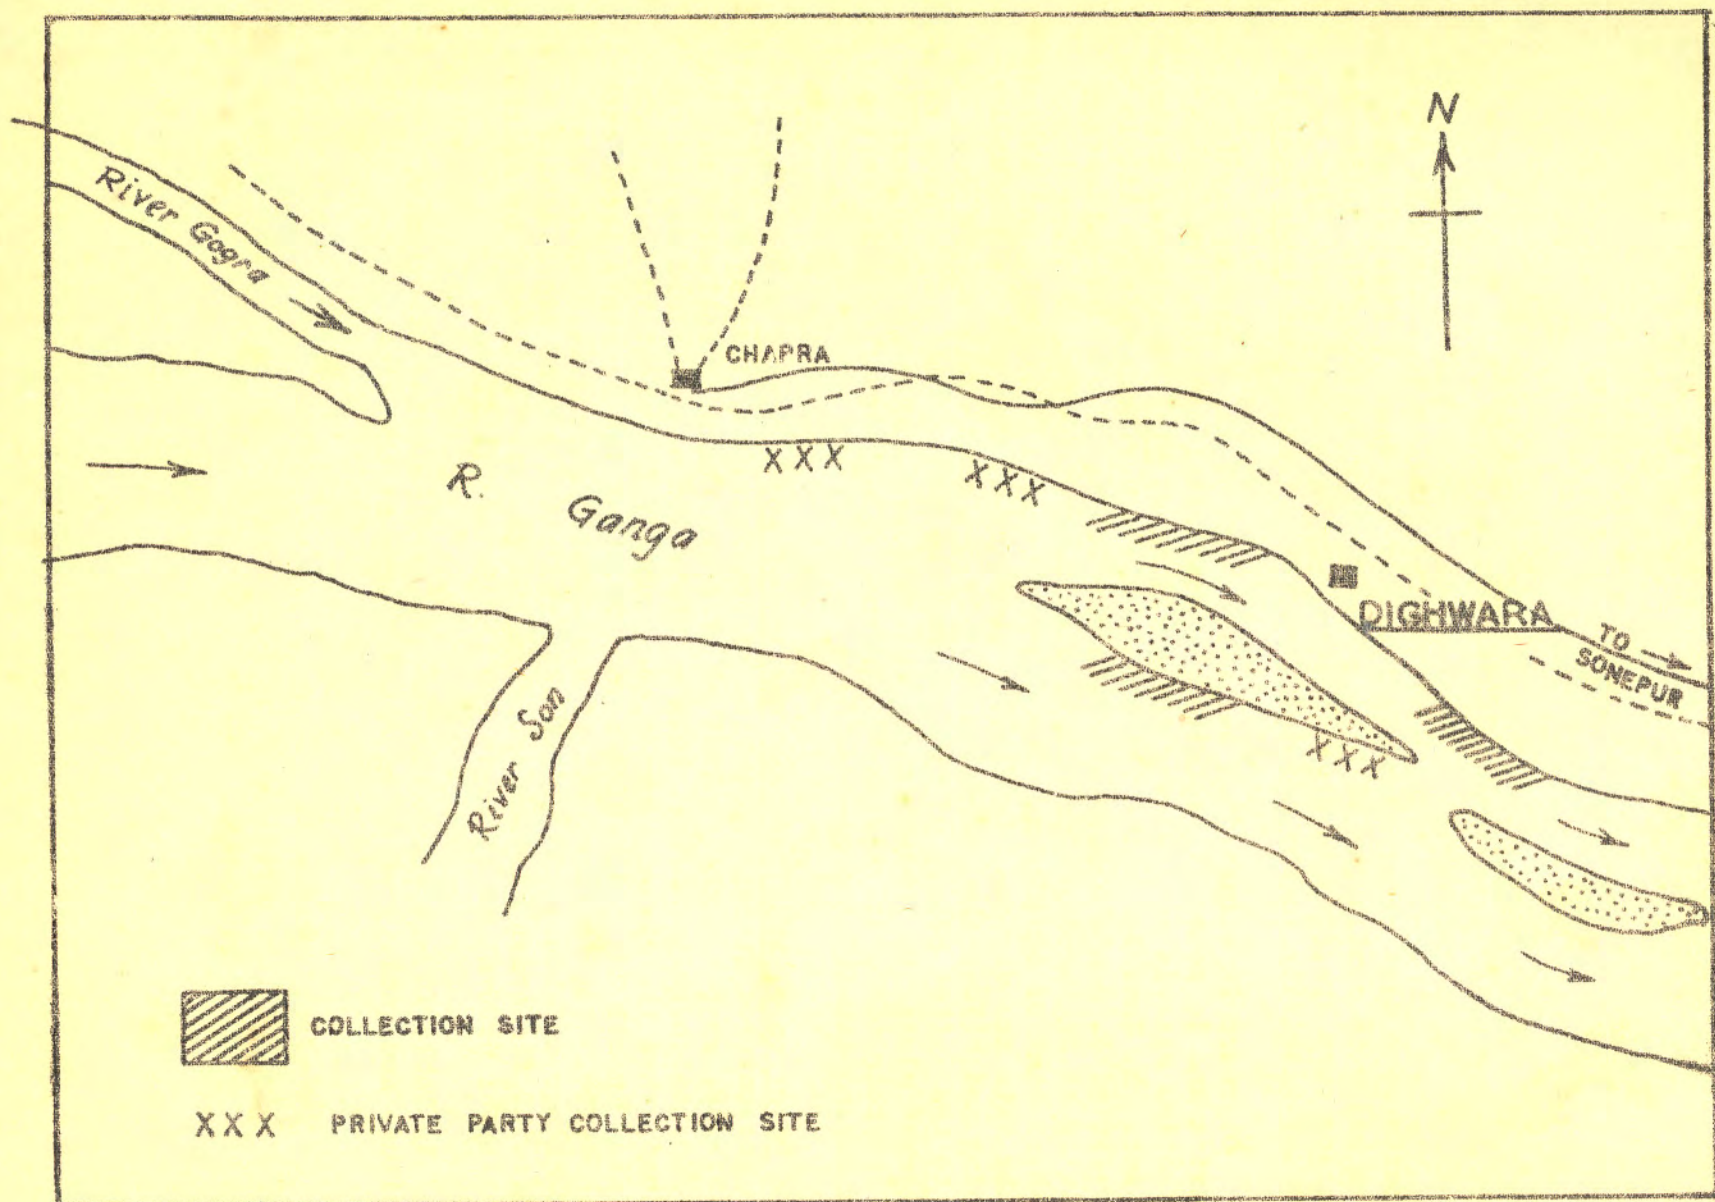 N
River Gogra
CHAPRA
XXX
XXX
R. Ganga
DIGHWARA
TO
SONEPUR
River Son
XXX
COLLECTION SITE
XXX PRIVATE PARTY COLLECTION SITE